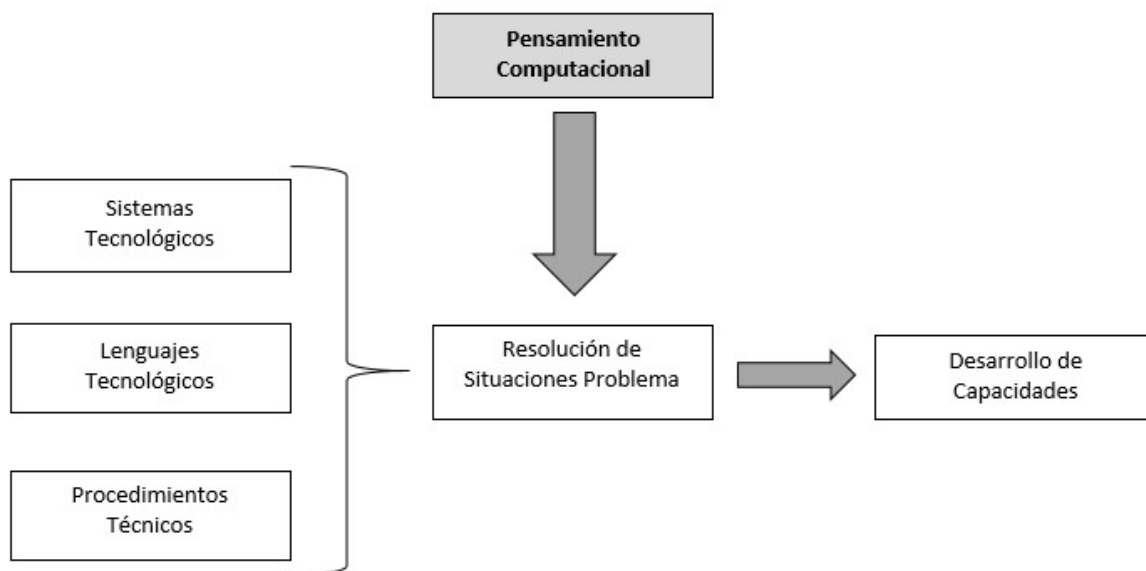 Pensamiento
Computacional
Sistemas
Tecnológicos
Lenguajes
Tecnológicos
Procedimientos
Técnicos
Resolución de
Situaciones Problema
Desarrollo de
Capacidades